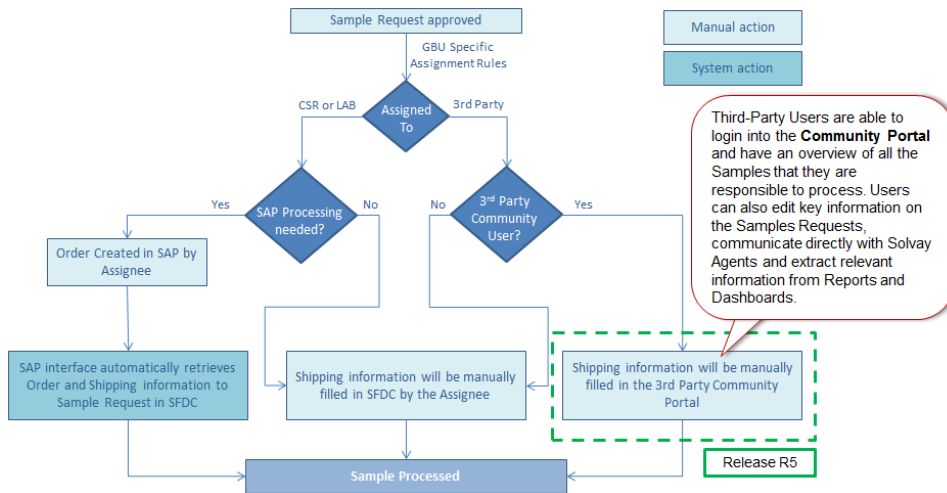 Sample Request approved
Manual action
System action
GBU Specific
Assignment Rules
CSR or LAB
Assigned
To
3rd Party
Third-Party Users are able to
login into the Community Portal
and have an overview of all the
Samples that they are
responsible to process. Users
can also edit key information on
the Samples Requests,
communicate directly with Solvay
Agents and extract relevant
information from Reports and
Dashboards.
Yes
SAP Processing
needed?
No
No
3rd Party
Community
User?
Yes
Order Created in SAP by
Assignee
SAP interface automatically retrieves
Order and Shipping information to
Sample Request in SFDC
Shipping information will be manually
filled in SFDC by the Assignee
Shipping information will be manually
filled in the 3rd Party Community
Portal
Release R5
Sample Processed